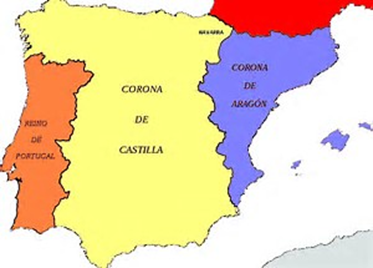 NAVARRA
CORONA
DE
ARAGÓN
CORONA
DE
CASTILLA
REINO
DE
PORTUGAL